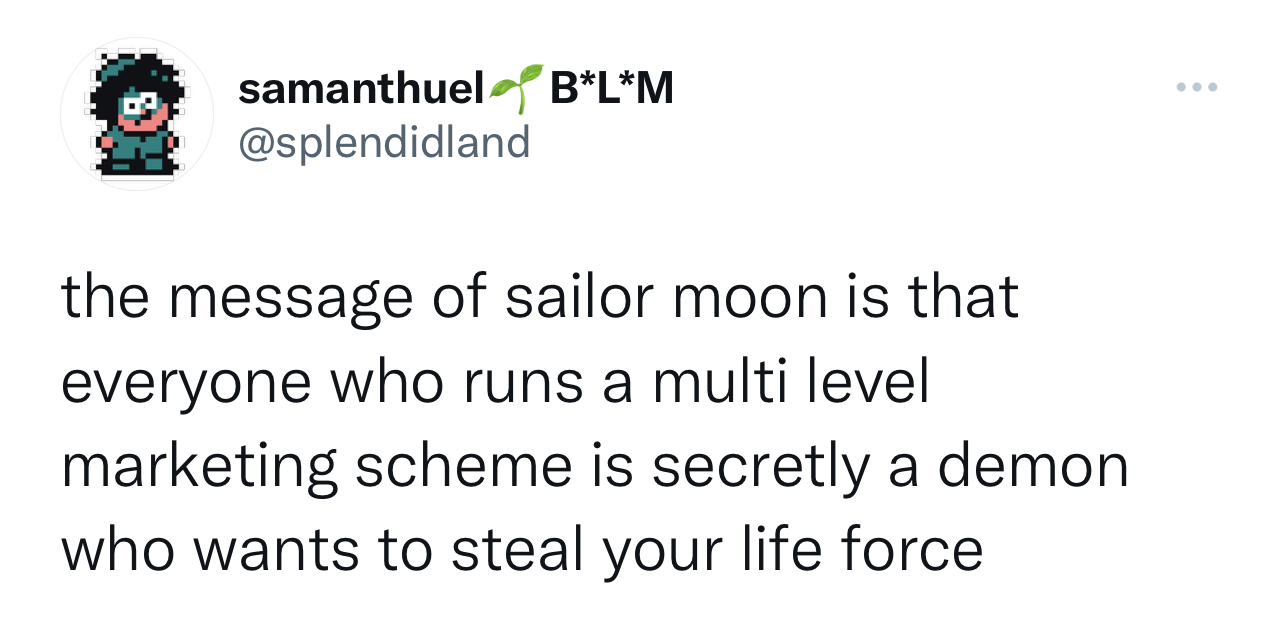 samanthuel🌱B*L*M
@splendidland
the message of sailor moon is that
everyone who runs a multi level
marketing scheme is secretly a demon
who wants to steal your life force